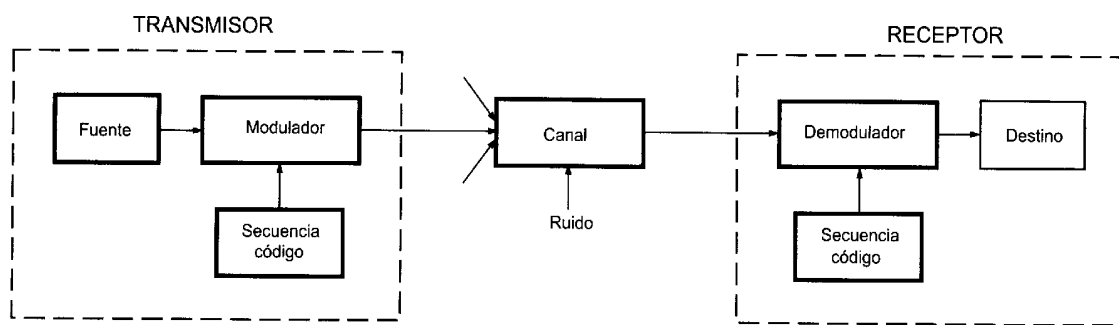 TRANSMISOR
RECEPTOR
Fuente
Modulador
Canal
Demodulador
Destino
Secuencia
código
Ruido
Secuencia
código